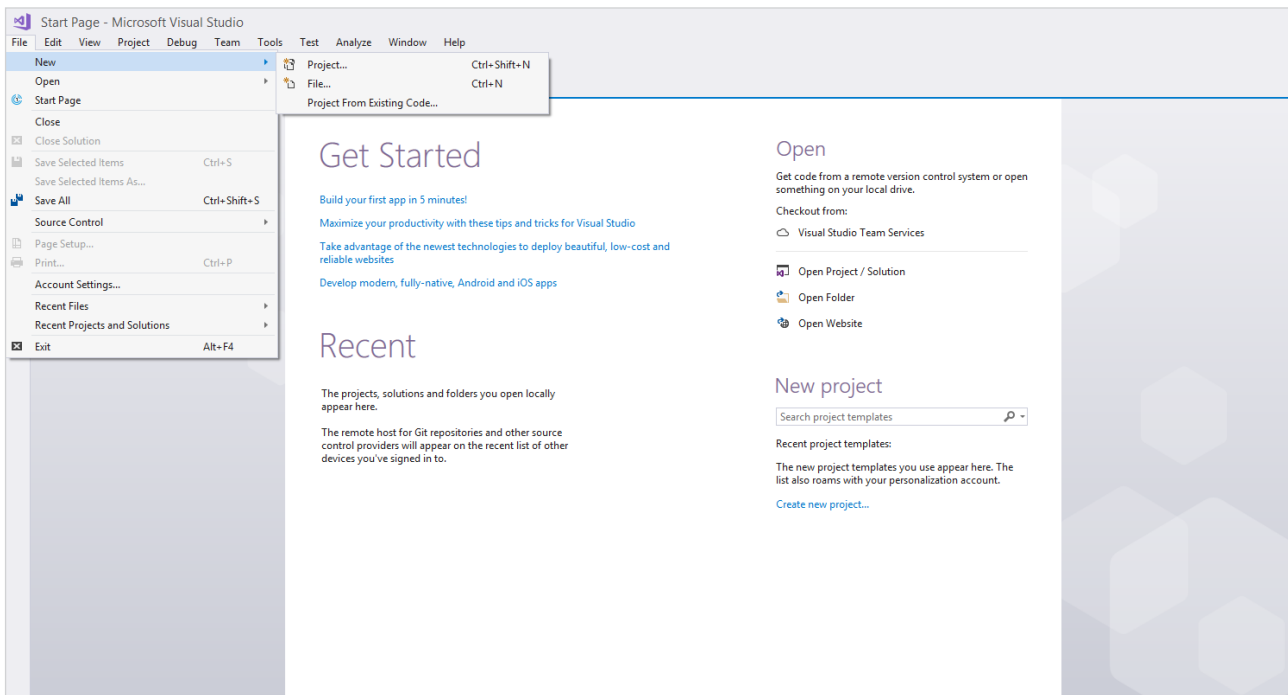 Start Page - Microsoft Visual Studio
File Edit View Project Debug Team Tools Test Analyze Window Help
New
Open
Start Page
Close
Close Solution
Save Selected Items Ctrl+S
Save Selected Items As...
Save All Ctrl+Shift+S
Source Control
Page Setup...
Print... Ctrl+P
Account Settings...
Recent Files
Recent Projects and Solutions
Exit Alt+F4
Project... Ctrl+Shift+N
File... Ctrl+N
Project From Existing Code...
Get Started
Build your first app in 5 minutes!
Maximize your productivity with these tips and tricks for Visual Studio
Take advantage of the newest technologies to deploy beautiful, low-cost and
reliable websites
Develop modern, fully-native, Android and iOS apps
Recent
The projects, solutions and folders you open locally
appear here.
The remote host for Git repositories and other source
control providers will appear on the recent list of other
devices you've signed in to.
Open
Get code from a remote version control system or open
something on your local drive.
Checkout from:
Visual Studio Team Services
Open Project / Solution
Open Folder
Open Website
New project
Search project templates
Recent project templates:
The new project templates you use appear here. The
list also roams with your personalization account.
Create new project...